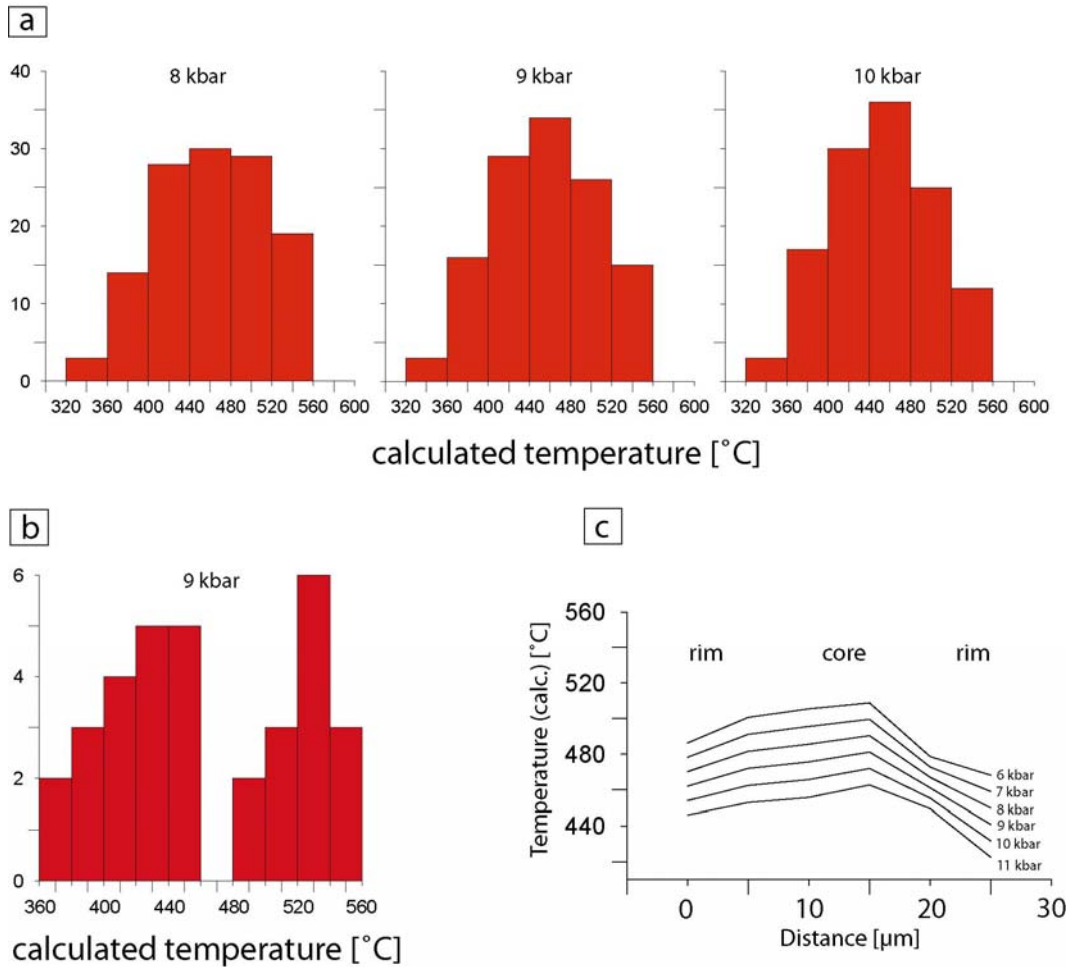 a
8 kbar
9 kbar
10 kbar
40
30
20
10
0
320 360 400 440 480 520 560 600
320 360 400 440 480 520 560 600
320 360 400 440 480 520 560 600
calculated temperature [˚C]
b
9 kbar
6
4
2
0
360 400 440 480 520 560
calculated temperature [˚C]
c
Temperature (calc.) [˚C]
560
520
480
440
rim core rim
6 kbar
7 kbar
8 kbar
9 kbar
10 kbar
11 kbar
0 10 20 30
Distance [µm]